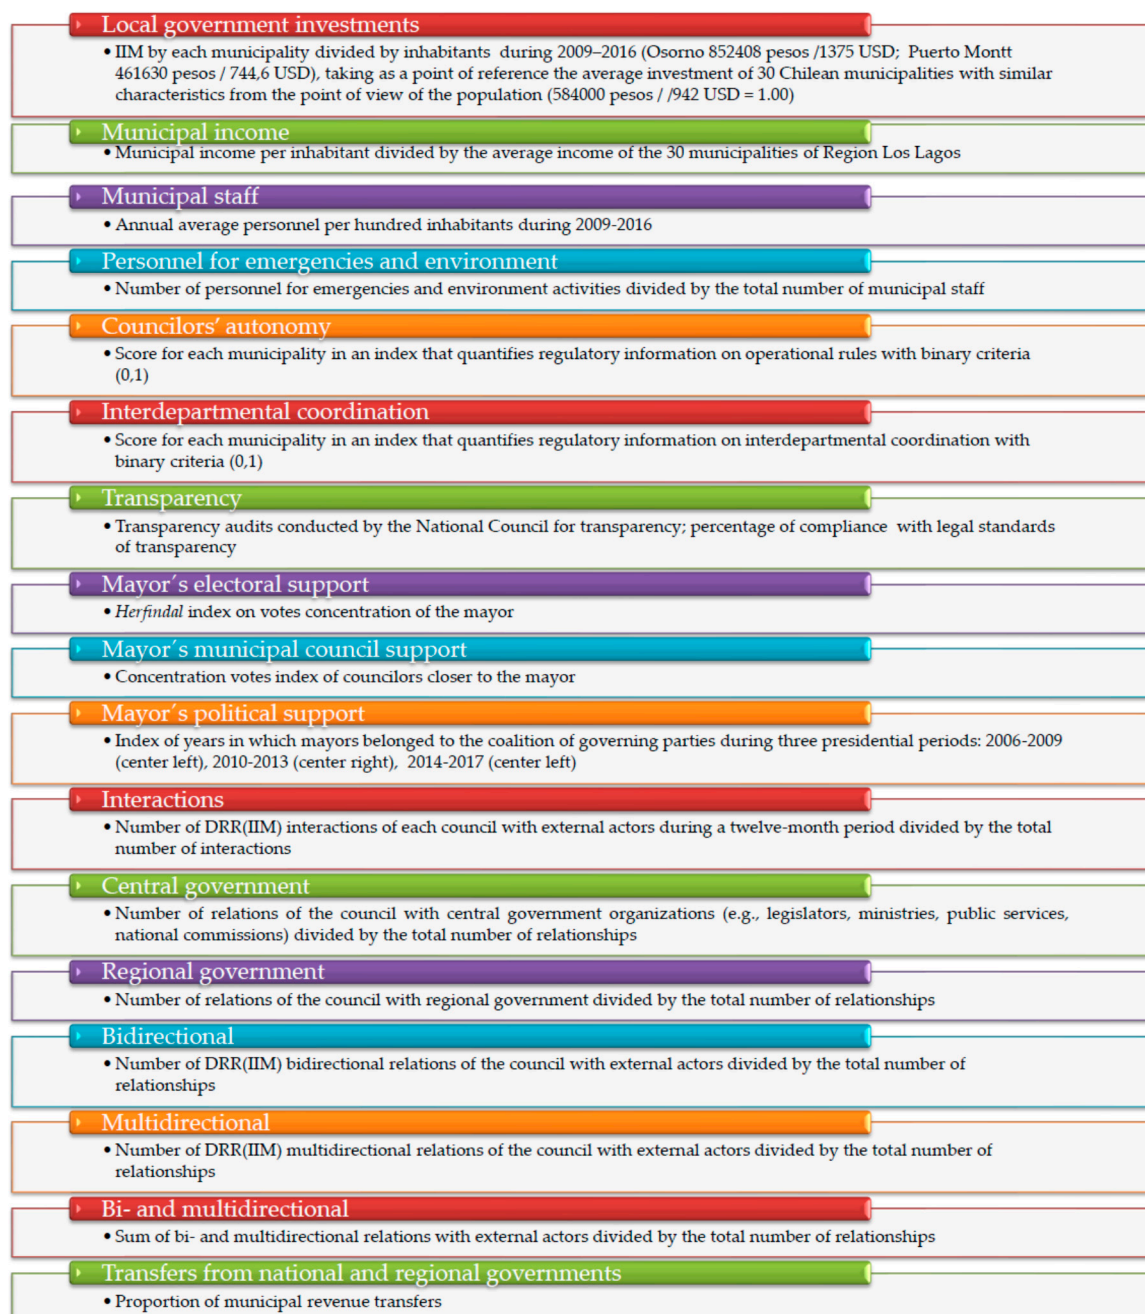 Local government investments
• IIM by each municipality divided by inhabitants during 2009–2016 (Osorno 852408 pesos /1375 USD; Puerto Montt
461630 pesos / 744,6 USD), taking as a point of reference the average investment of 30 Chilean municipalities with similar
characteristics from the point of view of the population (584000 pesos / /942 USD = 1.00)
Municipal income
• Municipal income per inhabitant divided by the average income of the 30 municipalities of Region Los Lagos
Municipal staff
• Annual average personnel per hundred inhabitants during 2009-2016
Personnel for emergencies and environment
• Number of personnel for emergencies and environment activities divided by the total number of municipal staff
Councilors’ autonomy
• Score for each municipality in an index that quantifies regulatory information on operational rules with binary criteria
(0,1)
Interdepartmental coordination
• Score for each municipality in an index that quantifies regulatory information on interdepartmental coordination with
binary criteria (0,1)
Transparency
• Transparency audits conducted by the National Council for transparency; percentage of compliance with legal standards
of transparency
Mayor´s electoral support
• Herfindal index on votes concentration of the mayor
Mayor´s municipal council support
• Concentration votes index of councilors closer to the mayor
Mayor´s political support
• Index of years in which mayors belonged to the coalition of governing parties during three presidential periods: 2006-2009
(center left), 2010-2013 (center right), 2014-2017 (center left)
Interactions
• Number of DRR(IIM) interactions of each council with external actors during a twelve-month period divided by the total
number of interactions
Central government
• Number of relations of the council with central government organizations (e.g., legislators, ministries, public services,
national commissions) divided by the total number of relationships
Regional government
• Number of relations of the council with regional government divided by the total number of relationships
Bidirectional
• Number of DRR(IIM) bidirectional relations of the council with external actors divided by the total number of
relationships
Multidirectional
• Number of DRR(IIM) multidirectional relations of the council with external actors divided by the total number of
relationships
Bi- and multidirectional
• Sum of bi- and multidirectional relations with external actors divided by the total number of relationships
Transfers from national and regional governments
• Proportion of municipal revenue transfers